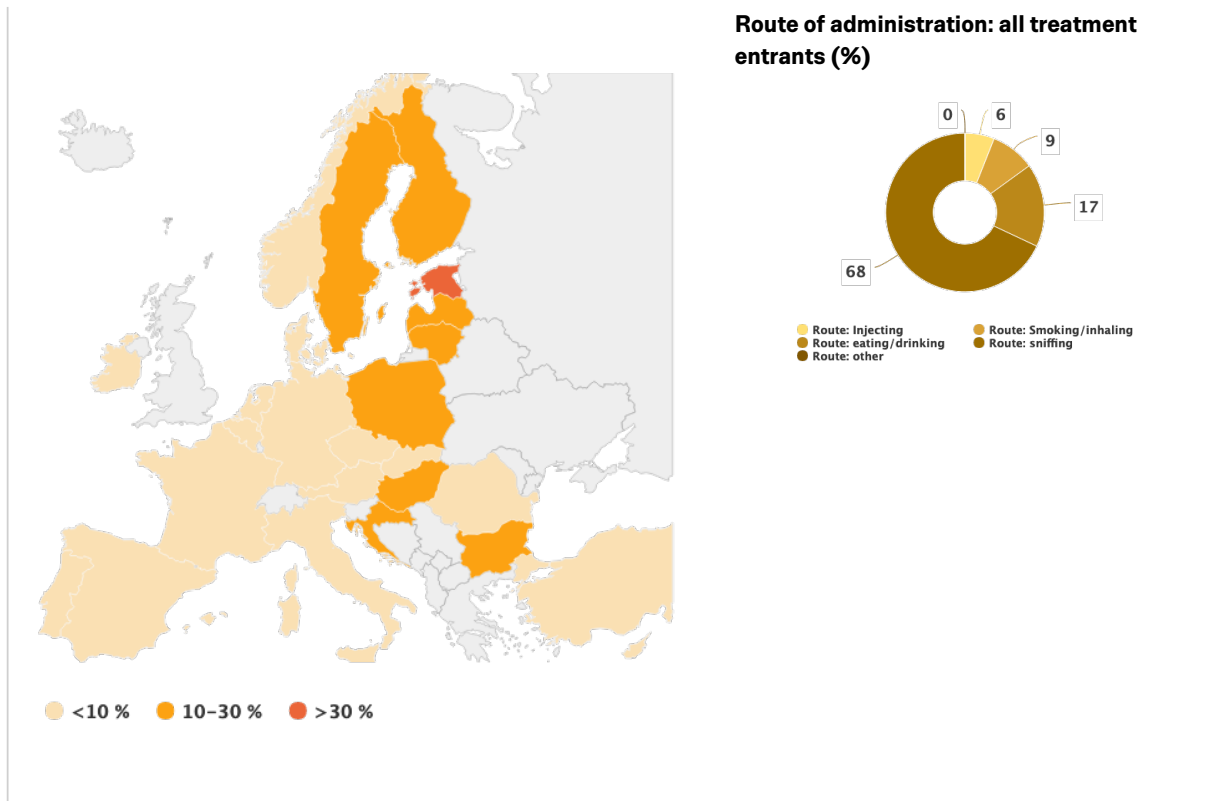 Route of administration: all treatment
entrants (%)
0
6
9
17
68
Route: Injecting
Route: Smoking/inhaling
Route: eating/drinking
Route: sniffing
Route: other
<10 %
10–30 %
>30 %